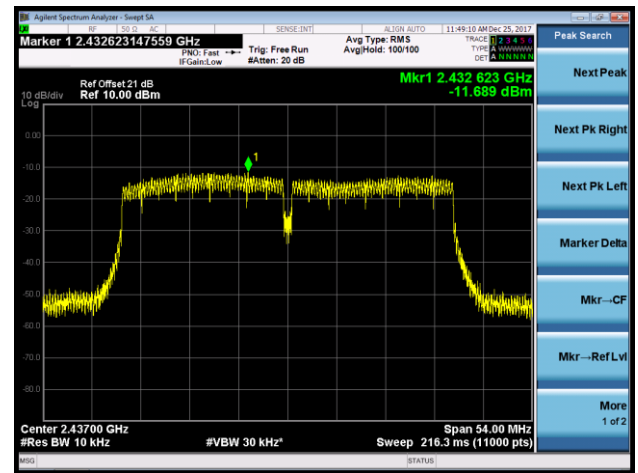 Agilent Spectrum Analyzer - Swept SA
RF 50 Ω AC SENSE:INT ALIGN AUTO 11:49:10 AM Dec 25, 2017
Marker 1 2.432623147559 GHz
PNO: Fast
IFGain:Low
Trig: Free Run
#Atten: 20 dB
Avg Type: RMS
Avg|Hold: 100/100
TRACE 1 2 3 4 5 6
TYPE A WWWWW
DET A N N N N N
Peak Search
Ref Offset 21 dB
10 dB/div Ref 10.00 dBm
Log
Mkr1 2.432 623 GHz
-11.689 dBm
1
0.00
-10.0
-20.0
-30.0
-40.0
-50.0
-60.0
-70.0
-80.0
Center 2.43700 GHz Span 54.00 MHz
#Res BW 10 kHz #VBW 30 kHz* Sweep 216.3 ms (11000 pts)
MSG STATUS
Next Peak
Next Pk Right
Next Pk Left
Marker Delta
Mkr→CF
Mkr→Ref Lvl
More
1 of 2